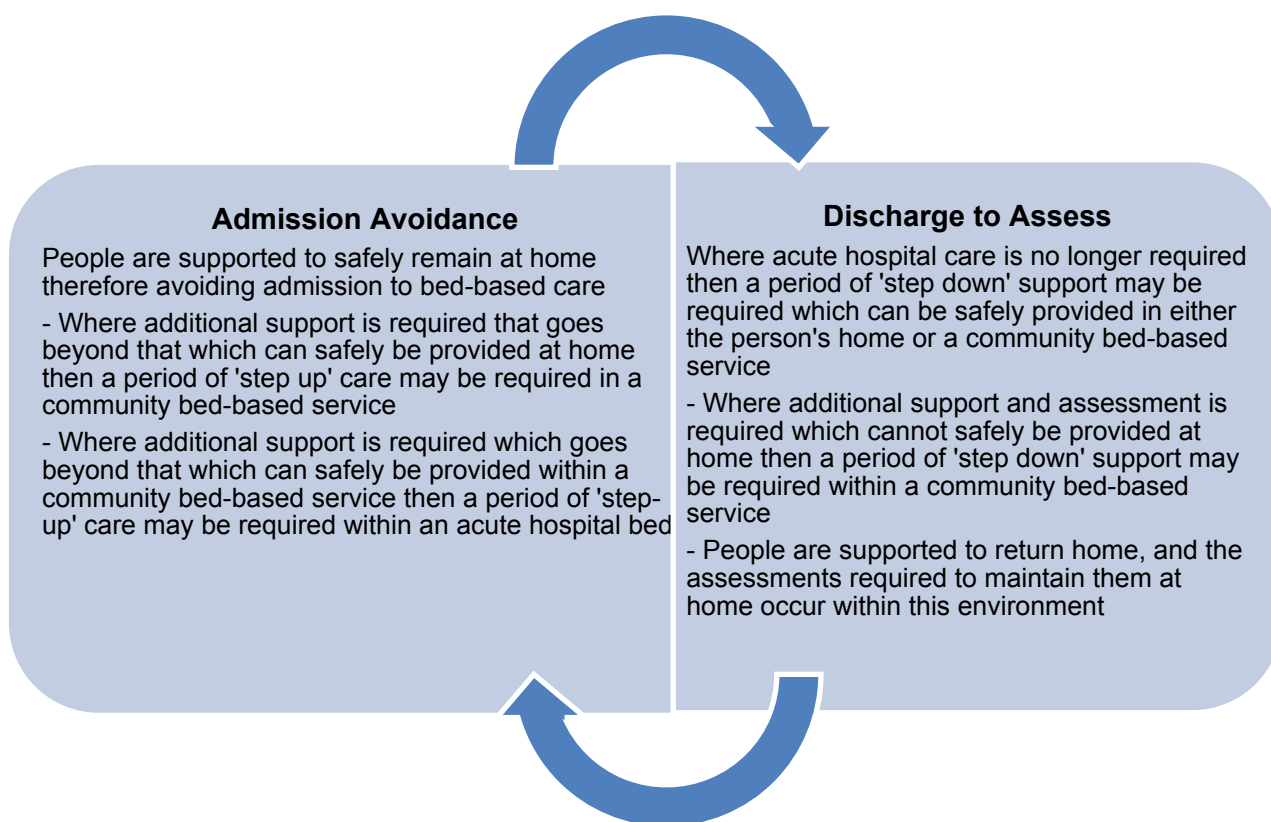 Admission Avoidance
People are supported to safely remain at home
therefore avoiding admission to bed-based care
- Where additional support is required that goes
beyond that which can safely be provided at home
then a period of 'step up' care may be required in a
community bed-based service
- Where additional support is required which goes
beyond that which can safely be provided within a
community bed-based service then a period of 'step-
up' care may be required within an acute hospital bed
Discharge to Assess
Where acute hospital care is no longer required
then a period of 'step down' support may be
required which can be safely provided in either
the person's home or a community bed-based
service
- Where additional support and assessment is
required which cannot safely be provided at
home then a period of 'step down' support may
be required within a community bed-based
service
- People are supported to return home, and the
assessments required to maintain them at
home occur within this environment